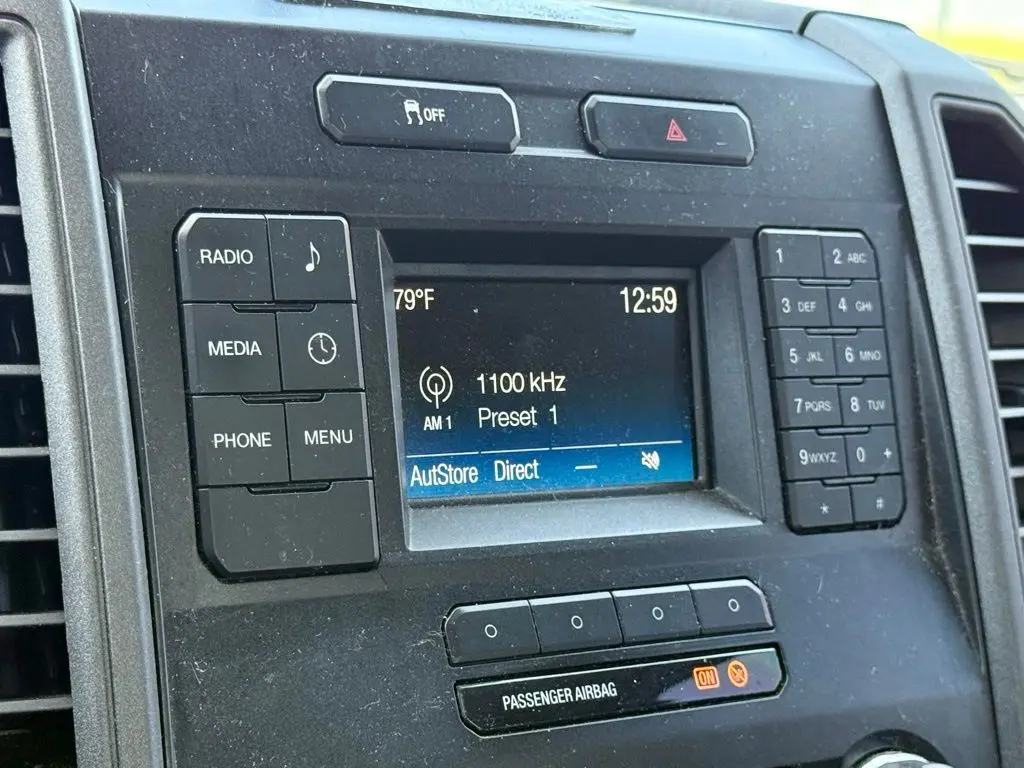 OFF
RADIO
MEDIA
PHONE MENU
79°F 12:59
1100 kHz
AM 1 Preset 1
AutStore Direct —
1 2 ABC
3 DEF 4 GHI
5 JKL 6 MNO
7 PQRS 8 TUV
9 WXYZ 0 +
* #
PASSENGER AIRBAG ON